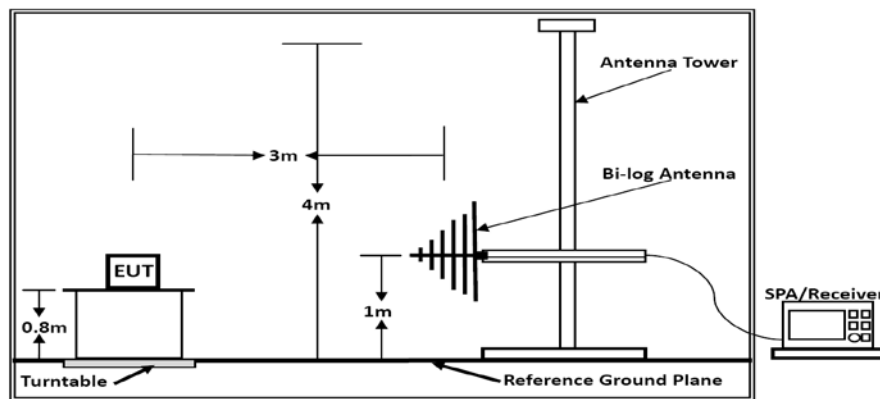 Antenna Tower
3m
Bi-log Antenna
4m
EUT
0.8m
1m
SPA/Receiver
Turntable
Reference Ground Plane